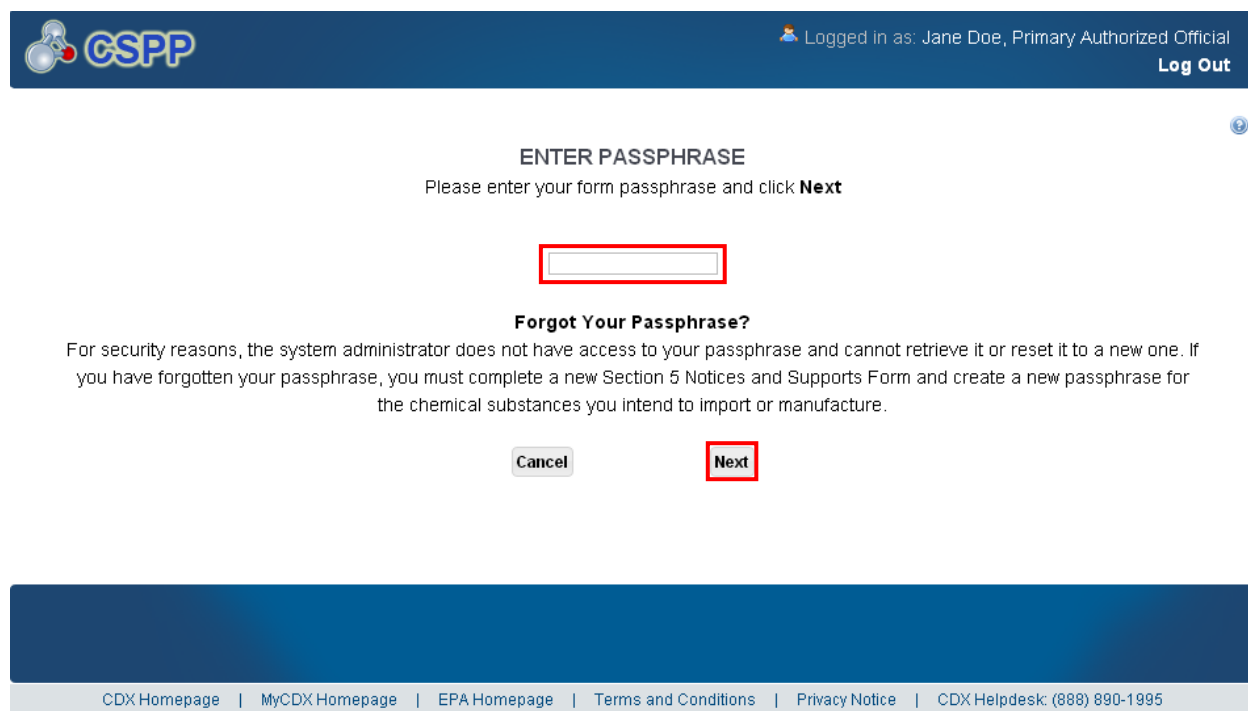 CSPP
Logged in as: Jane Doe, Primary Authorized Official
Log Out
ENTER PASSPHRASE
Please enter your form passphrase and click Next
Forgot Your Passphrase?
For security reasons, the system administrator does not have access to your passphrase and cannot retrieve it or reset it to a new one. If
you have forgotten your passphrase, you must complete a new Section 5 Notices and Supports Form and create a new passphrase for
the chemical substances you intend to import or manufacture.
Cancel Next
CDX Homepage | MyCDX Homepage | EPA Homepage | Terms and Conditions | Privacy Notice | CDX Helpdesk: (888) 890-1995